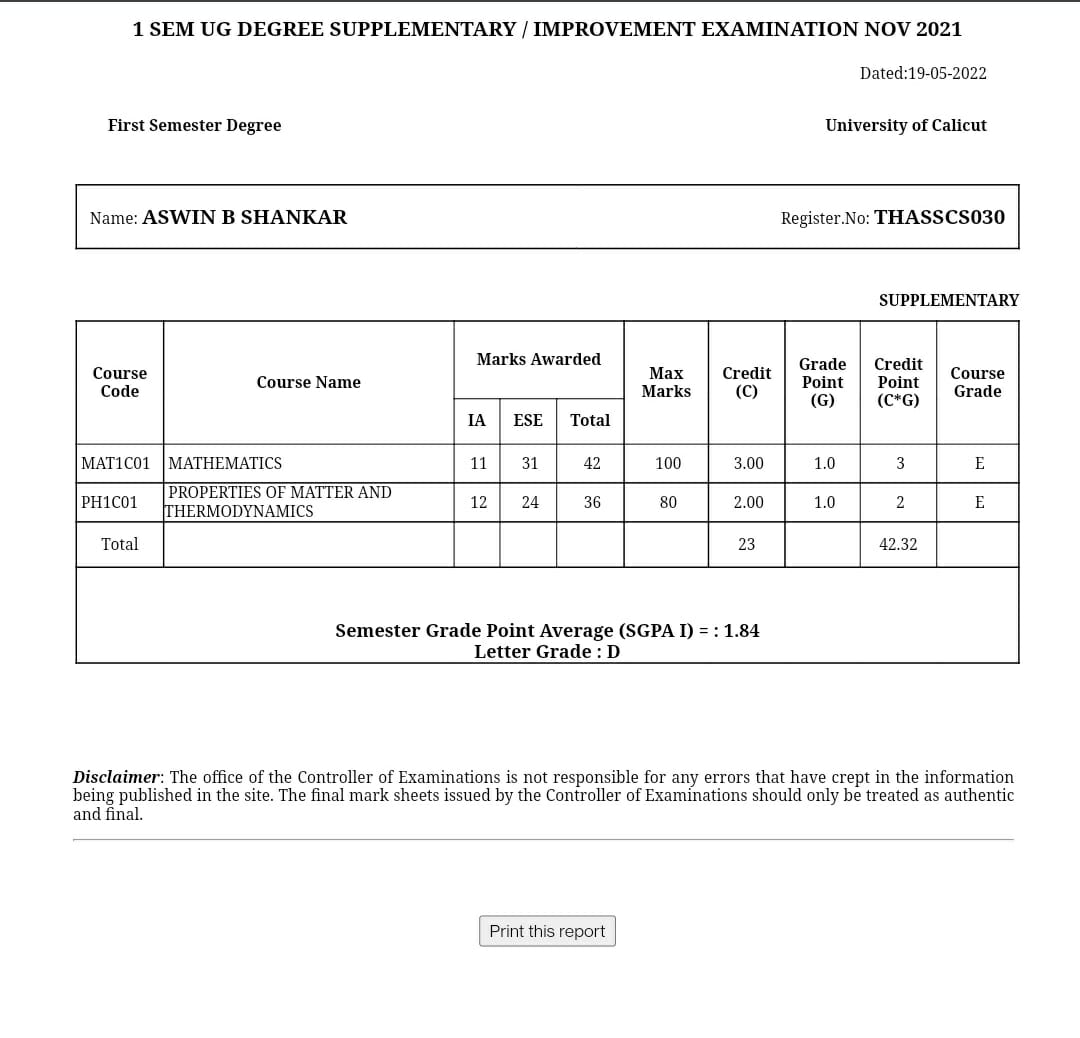 1 SEM UG DEGREE SUPPLEMENTARY / IMPROVEMENT EXAMINATION NOV 2021
Dated:19-05-2022
First Semester Degree University of Calicut
Name: ASWIN B SHANKAR Register.No: THASSCS030
SUPPLEMENTARY
Course Code Course Name Marks Awarded Max Marks Credit (C) Grade Point (G) Credit Point (C*G) Course Grade
IA ESE Total
MAT1C01 MATHEMATICS 11 31 42 100 3.00 1.0 3 E
PH1C01 PROPERTIES OF MATTER AND THERMODYNAMICS 12 24 36 80 2.00 1.0 2 E
Total 23 42.32
Semester Grade Point Average (SGPA I) = : 1.84
Letter Grade : D
Disclaimer: The office of the Controller of Examinations is not responsible for any errors that have crept in the information
being published in the site. The final mark sheets issued by the Controller of Examinations should only be treated as authentic
and final.
Print this report